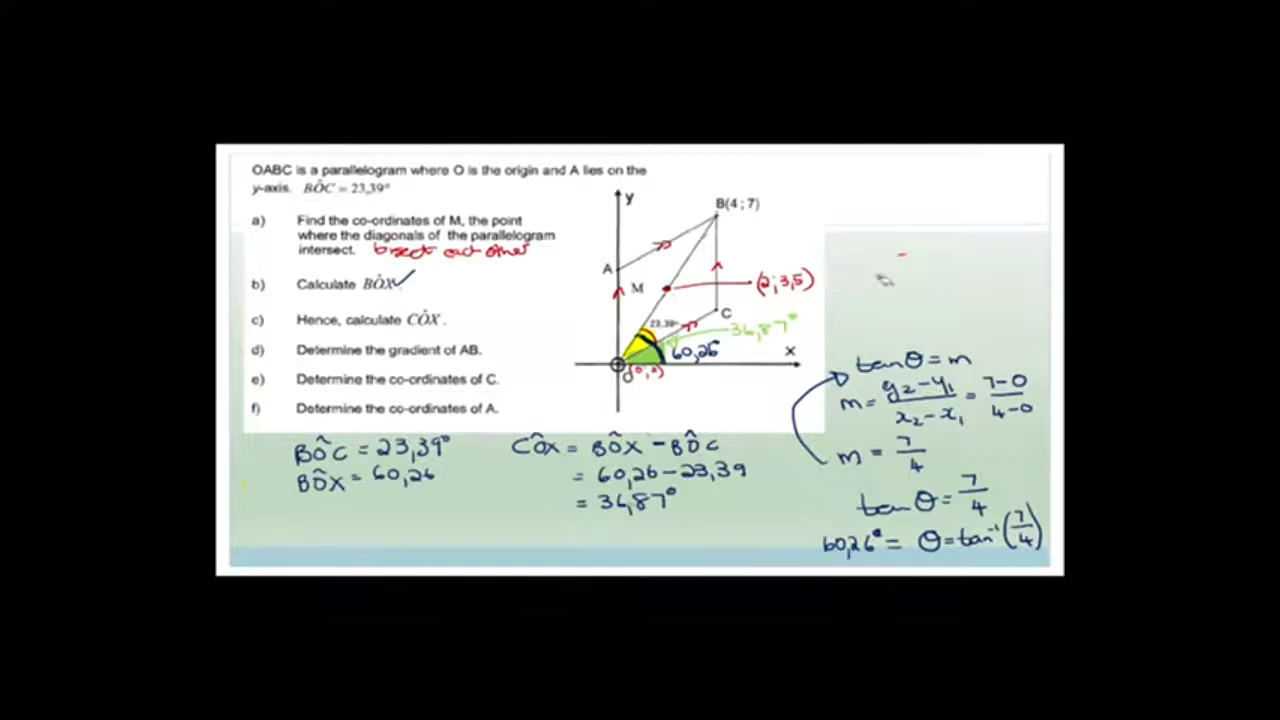 OABC is a parallelogram where O is the origin and A lies on the
y-axis. BÔC = 23,39°
a) Find the co-ordinates of M, the point
where the diagonals of the parallelogram
intersect. bisect each other
b) Calculate BÔX ✓
c) Hence, calculate CÔX .
d) Determine the gradient of AB.
e) Determine the co-ordinates of C.
f) Determine the co-ordinates of A.
y
B(4 ; 7)
A
M
(2;3,5)
C
23,39°
36,87°
60,26°
x
O
(0;0)
BÔC = 23,39°
BÔX = 60,26
CÔX = BÔX - BÔC
= 60,26 - 23,39
= 36,87°
tan θ = m
m = y2 - y1 / x2 - x1 = 7-0 / 4-0
m = 7/4
tan θ = 7/4
60,26° = θ = tan⁻¹(7/4)